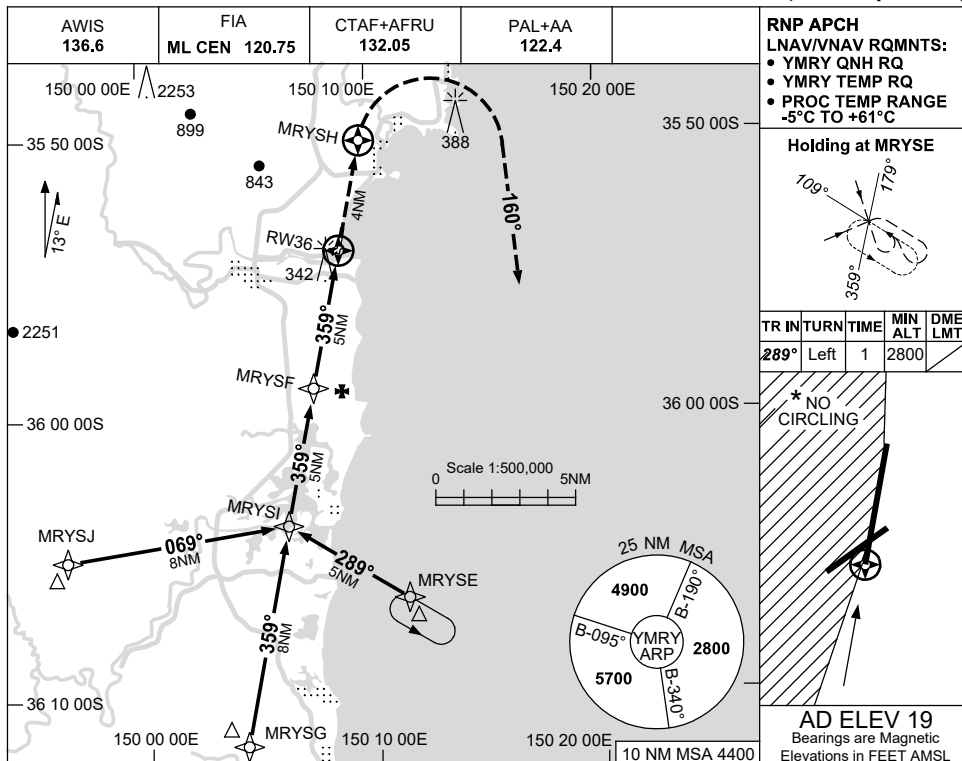 AWIS
136.6
FIA
ML CEN 120.75
CTAF+AFRU
132.05
PAL+AA
122.4
RNP APCH
LNAV/VNAV RQMNTS:
• YMRY QNH RQ
• YMRY TEMP RQ
• PROC TEMP RANGE
-5°C TO +61°C
150 00 00E
150 10 00E
150 20 00E
2253
899
MRYSH
388
35 50 00S
35 50 00S
843
13° E
4NM
160°
RW36
342
2251
359°
5NM
MRYSF
36 00 00S
36 00 00S
359°
5NM
Scale 1:500,000
0
5NM
MRYSI
MRYSJ
069°
8NM
289°
5NM
MRYSE
359°
8NM
25 NM MSA
4900
B-190°
B-095°
YMRY
ARP
2800
5700
B-340°
36 10 00S
MRYSG
150 00 00E
150 10 00E
150 20 00E
10 NM MSA 4400
Holding at MRYSE
109°
179°
359°
TR IN
TURN
TIME
MIN
ALT
DME
LMT
289°
Left
1
2800
* NO
CIRCLING
AD ELEV 19
Bearings are Magnetic
Elevations in FEET AMSL